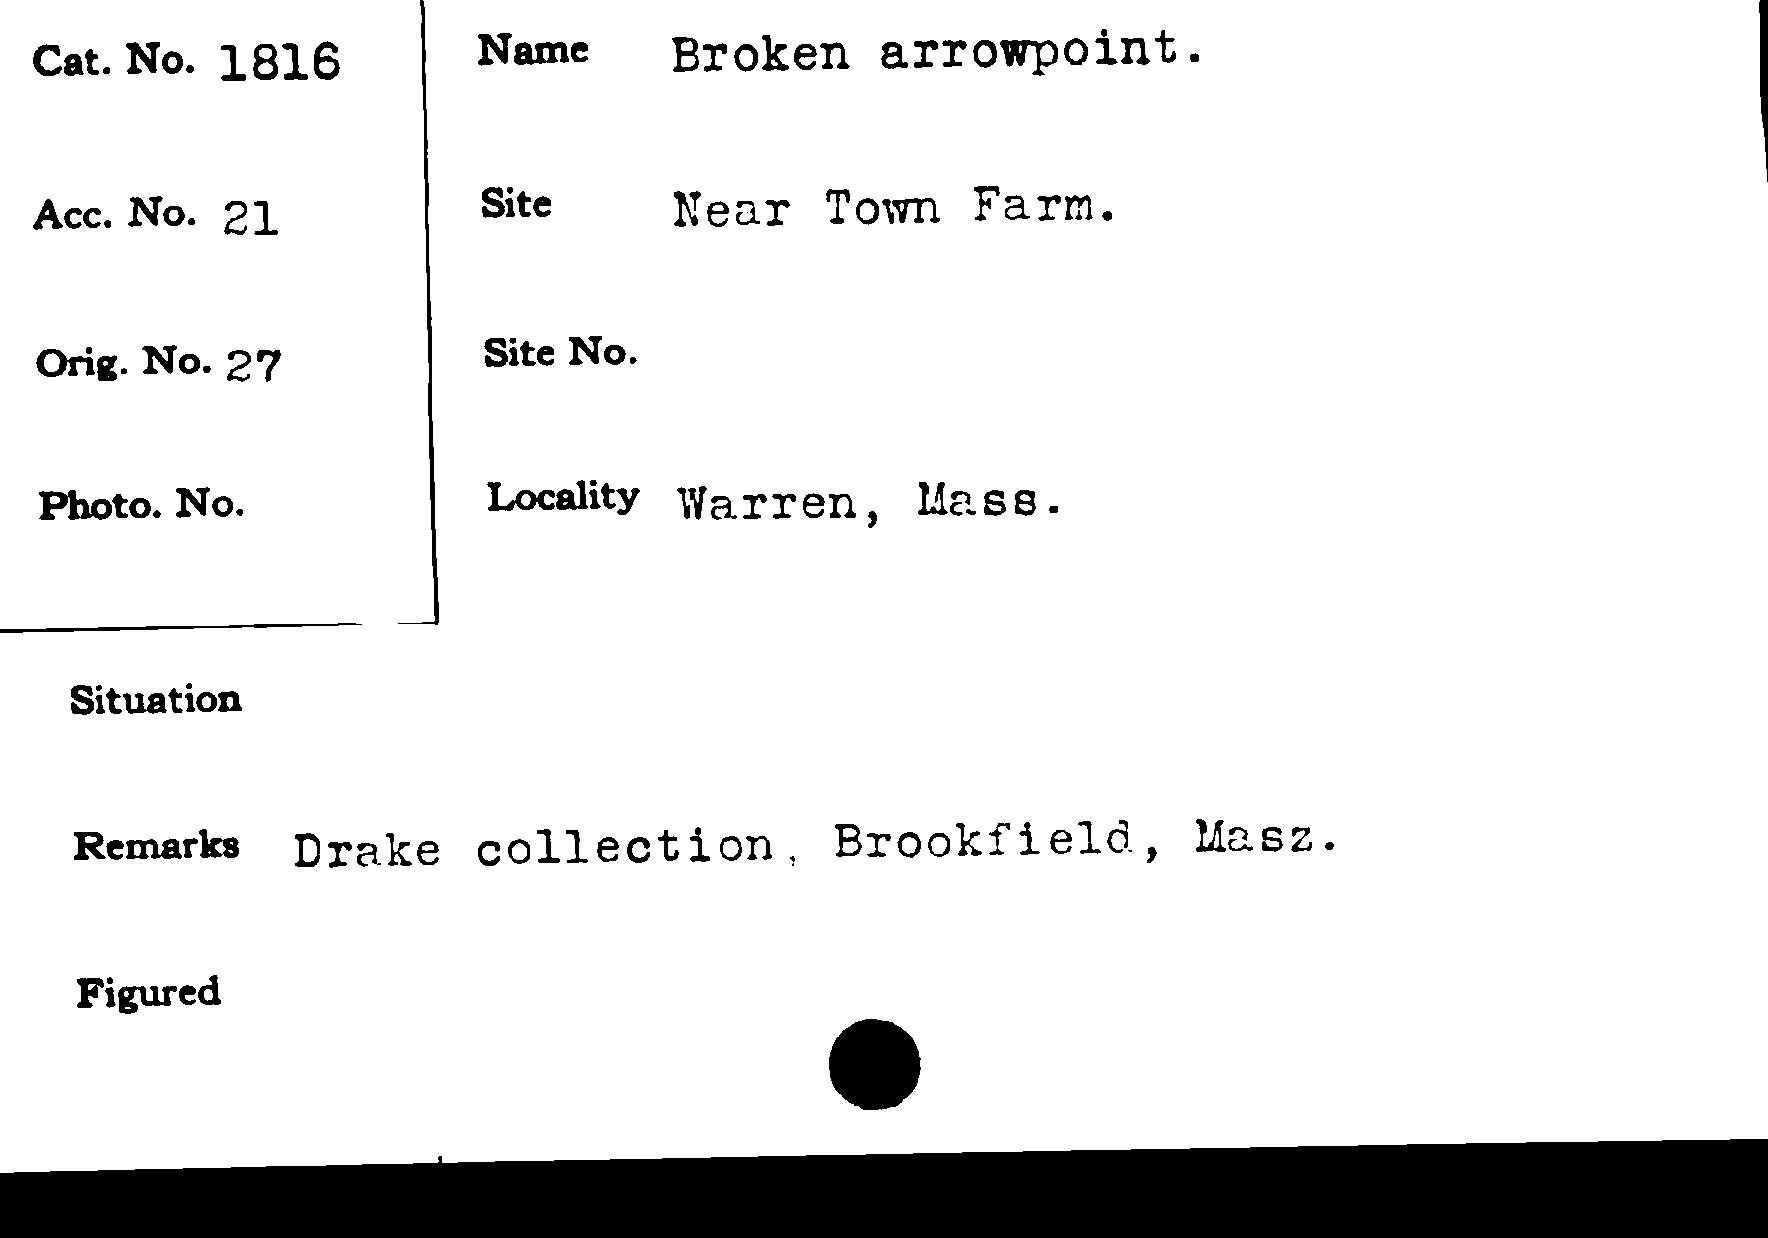 Cat. No. 1816
Name Broken arrowpoint.
Acc. No. 21
Site Near Town Farm.
Orig. No. 27
Site No.
Photo. No.
Locality Warren, Mass.
Situation
Remarks Drake collection, Brookfield, Masz.
Figured